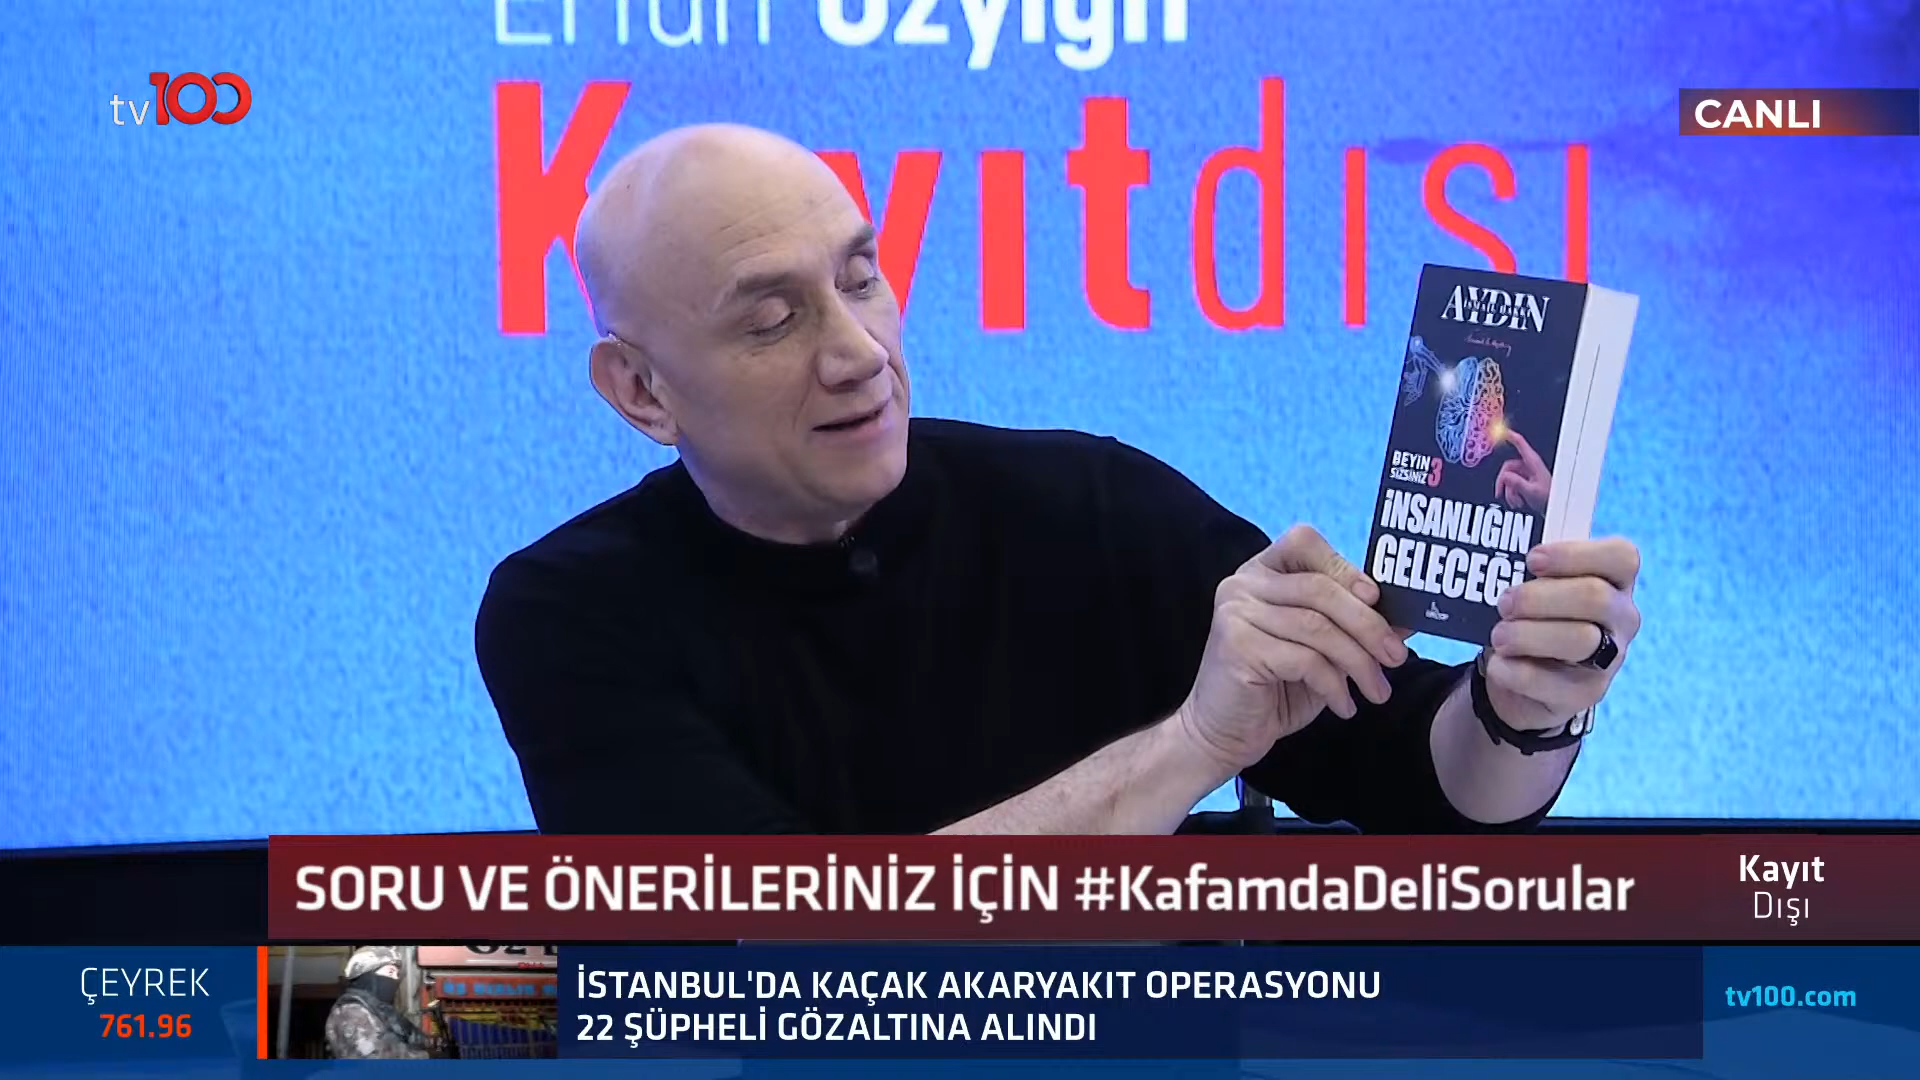 Özyiğit
tv100
CANLI
Kayıtdışı
AYDIN
BEYİN
SİZSİNİZ 3
İNSANLIĞIN
GELECEĞİ
SORU VE ÖNERİLERİNİZ İÇİN #KafamdaDeliSorular
Kayıt
Dışı
ÇEYREK
761.96
İSTANBUL'DA KAÇAK AKARYAKIT OPERASYONU
22 ŞÜPHELİ GÖZALTINA ALINDI
tv100.com